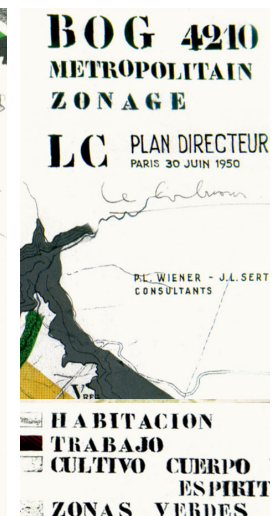 BOG 4210
METROPOLITAIN
ZONAGE
LC PLAN DIRECTEUR
PARIS 30 JUIN 1950
Le Corbusier
P.L. WIENER - J.L. SERT
CONSULTANTS
HABITACION
TRABAJO
CULTIVO CUERPO
ESPIRIT
ZONAS VERDES